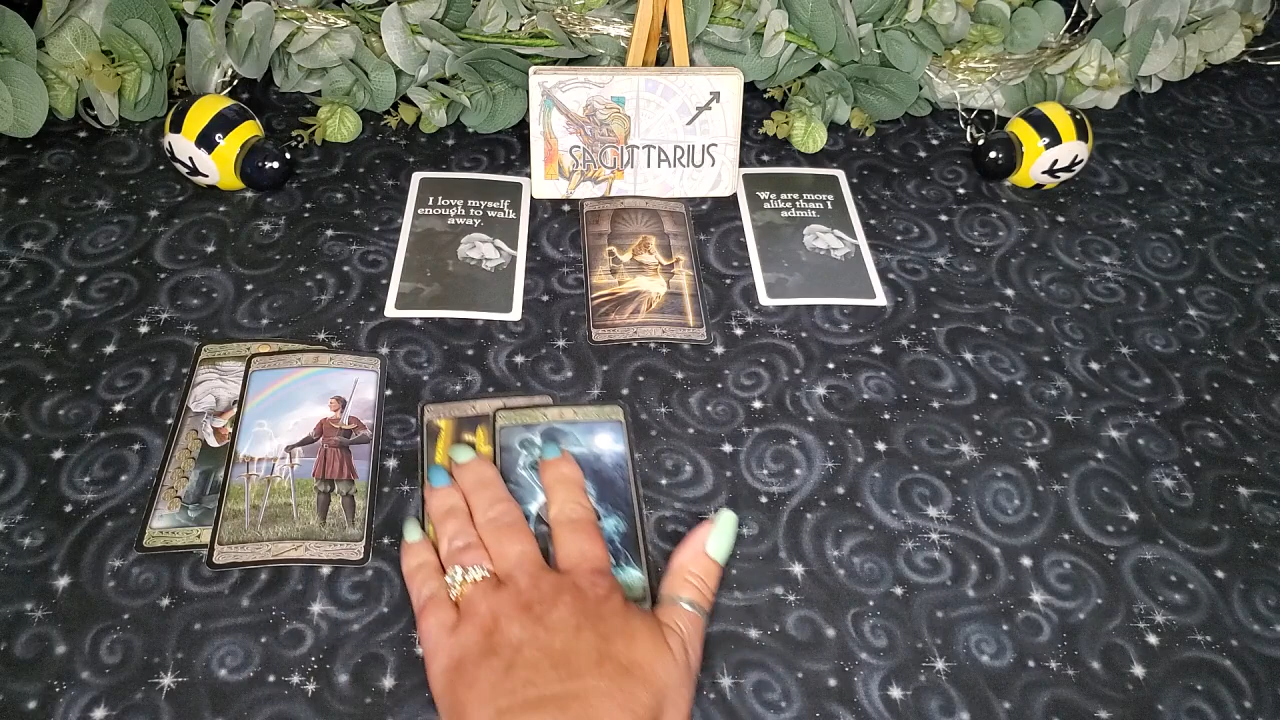 SAGITTARIUS
I love myself
enough to walk
away.
We are more
alike than I
admit.